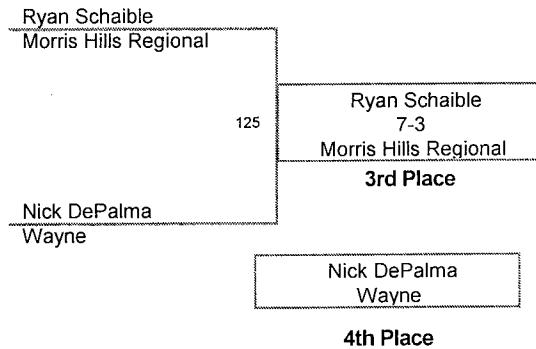 Ryan Schaible
Morris Hills Regional
125
Ryan Schaible
7-3
Morris Hills Regional
3rd Place
Nick DePalma
Wayne
Nick DePalma
Wayne
4th Place